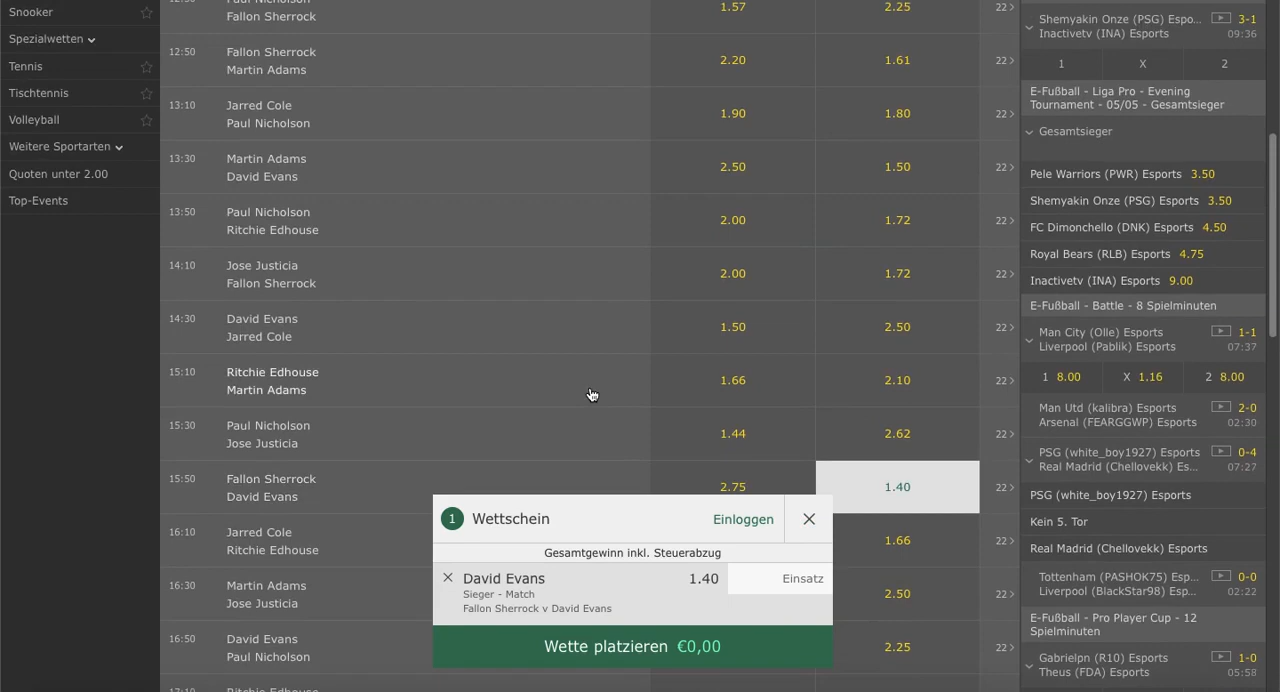 Snooker
Spezialwetten
Tennis
Tischtennis
Volleyball
Weitere Sportarten
Quoten unter 2.00
Top-Events
Fallon Sherrock 1.57 2.25 22
12:50 Fallon Sherrock 2.20 1.61 22
Martin Adams
13:10 Jarred Cole 1.90 1.80 22
Paul Nicholson
13:30 Martin Adams 2.50 1.50 22
David Evans
13:50 Paul Nicholson 2.00 1.72 22
Ritchie Edhouse
14:10 Jose Justicia 2.00 1.72 22
Fallon Sherrock
14:30 David Evans 1.50 2.50 22
Jarred Cole
15:10 Ritchie Edhouse 1.66 2.10 22
Martin Adams
15:30 Paul Nicholson 1.44 2.62 22
Jose Justicia
15:50 Fallon Sherrock 2.75 1.40 22
David Evans
16:10 Jarred Cole 1.66 22
Ritchie Edhouse
16:30 Martin Adams 2.50 22
Jose Justicia
16:50 David Evans 2.25 22
Paul Nicholson
1 Wettschein Einloggen
Gesamtgewinn inkl. Steuerabzug
David Evans 1.40 Einsatz
Sieger - Match
Fallon Sherrock v David Evans
Wette platzieren €0,00
Shemyakin Onze (PSG) Espo... 3-1
Inactivetv (INA) Esports 09:36
1 X 2
E-Fußball - Liga Pro - Evening
Tournament - 05/05 - Gesamtsieger
Gesamtsieger
Pele Warriors (PWR) Esports 3.50
Shemyakin Onze (PSG) Esports 3.50
FC Dimonchello (DNK) Esports 4.50
Royal Bears (RLB) Esports 4.75
Inactivetv (INA) Esports 9.00
E-Fußball - Battle - 8 Spielminuten
Man City (Olle) Esports 1-1
Liverpool (Pablik) Esports 07:37
1 8.00 X 1.16 2 8.00
Man Utd (kalibra) Esports 2-0
Arsenal (FEARGGWP) Esports 02:30
PSG (white_boy1927) Esports 0-4
Real Madrid (Chellovekk) Es... 07:27
PSG (white_boy1927) Esports
Kein 5. Tor
Real Madrid (Chellovekk) Esports
Tottenham (PASHOK75) Esp... 0-0
Liverpool (BlackStar98) Esp... 02:22
E-Fußball - Pro Player Cup - 12
Spielminuten
Gabrielpn (R10) Esports 1-0
Theus (FDA) Esports 05:58